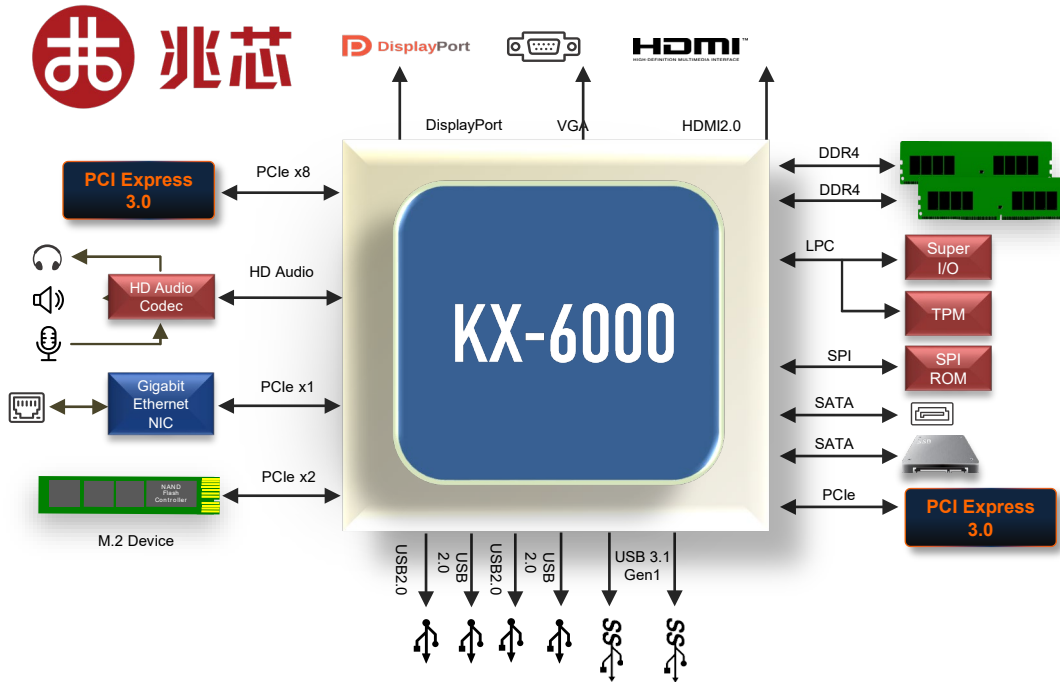 兆芯
DisplayPort
HDMI™
HIGH-DEFINITION MULTIMEDIA INTERFACE
DisplayPort
VGA
HDMI2.0
PCI Express
3.0
PCIe x8
HD Audio
Codec
HD Audio
Gigabit
Ethernet
NIC
PCIe x1
NAND
Flash
Controller
PCIe x2
M.2 Device
KX-6000
DDR4
DDR4
LPC
Super
I/O
TPM
SPI
SPI
ROM
SATA
SATA
SSD
PCIe
PCI Express
3.0
USB2.0
USB
2.0
USB2.0
USB
2.0
USB 3.1
Gen1
SS
SS